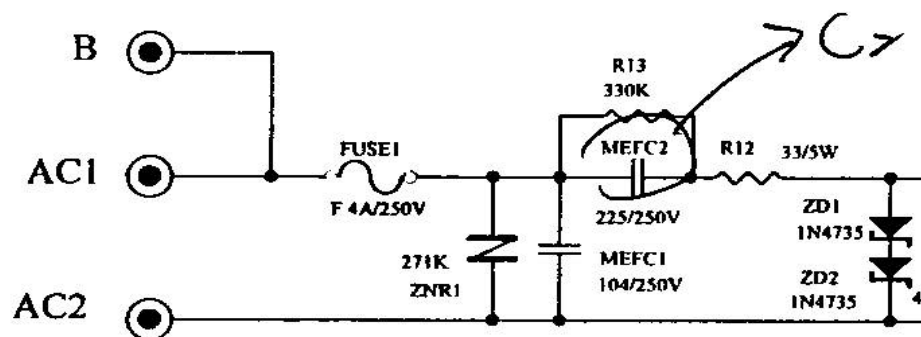 B
R13
330K
AC1
FUSE1
F 4A/250V
MEFC2
225/250V
R12
33/5W
271K
ZNR1
MEFC1
104/250V
ZD1
1N4735
ZD2
1N4735
4
AC2